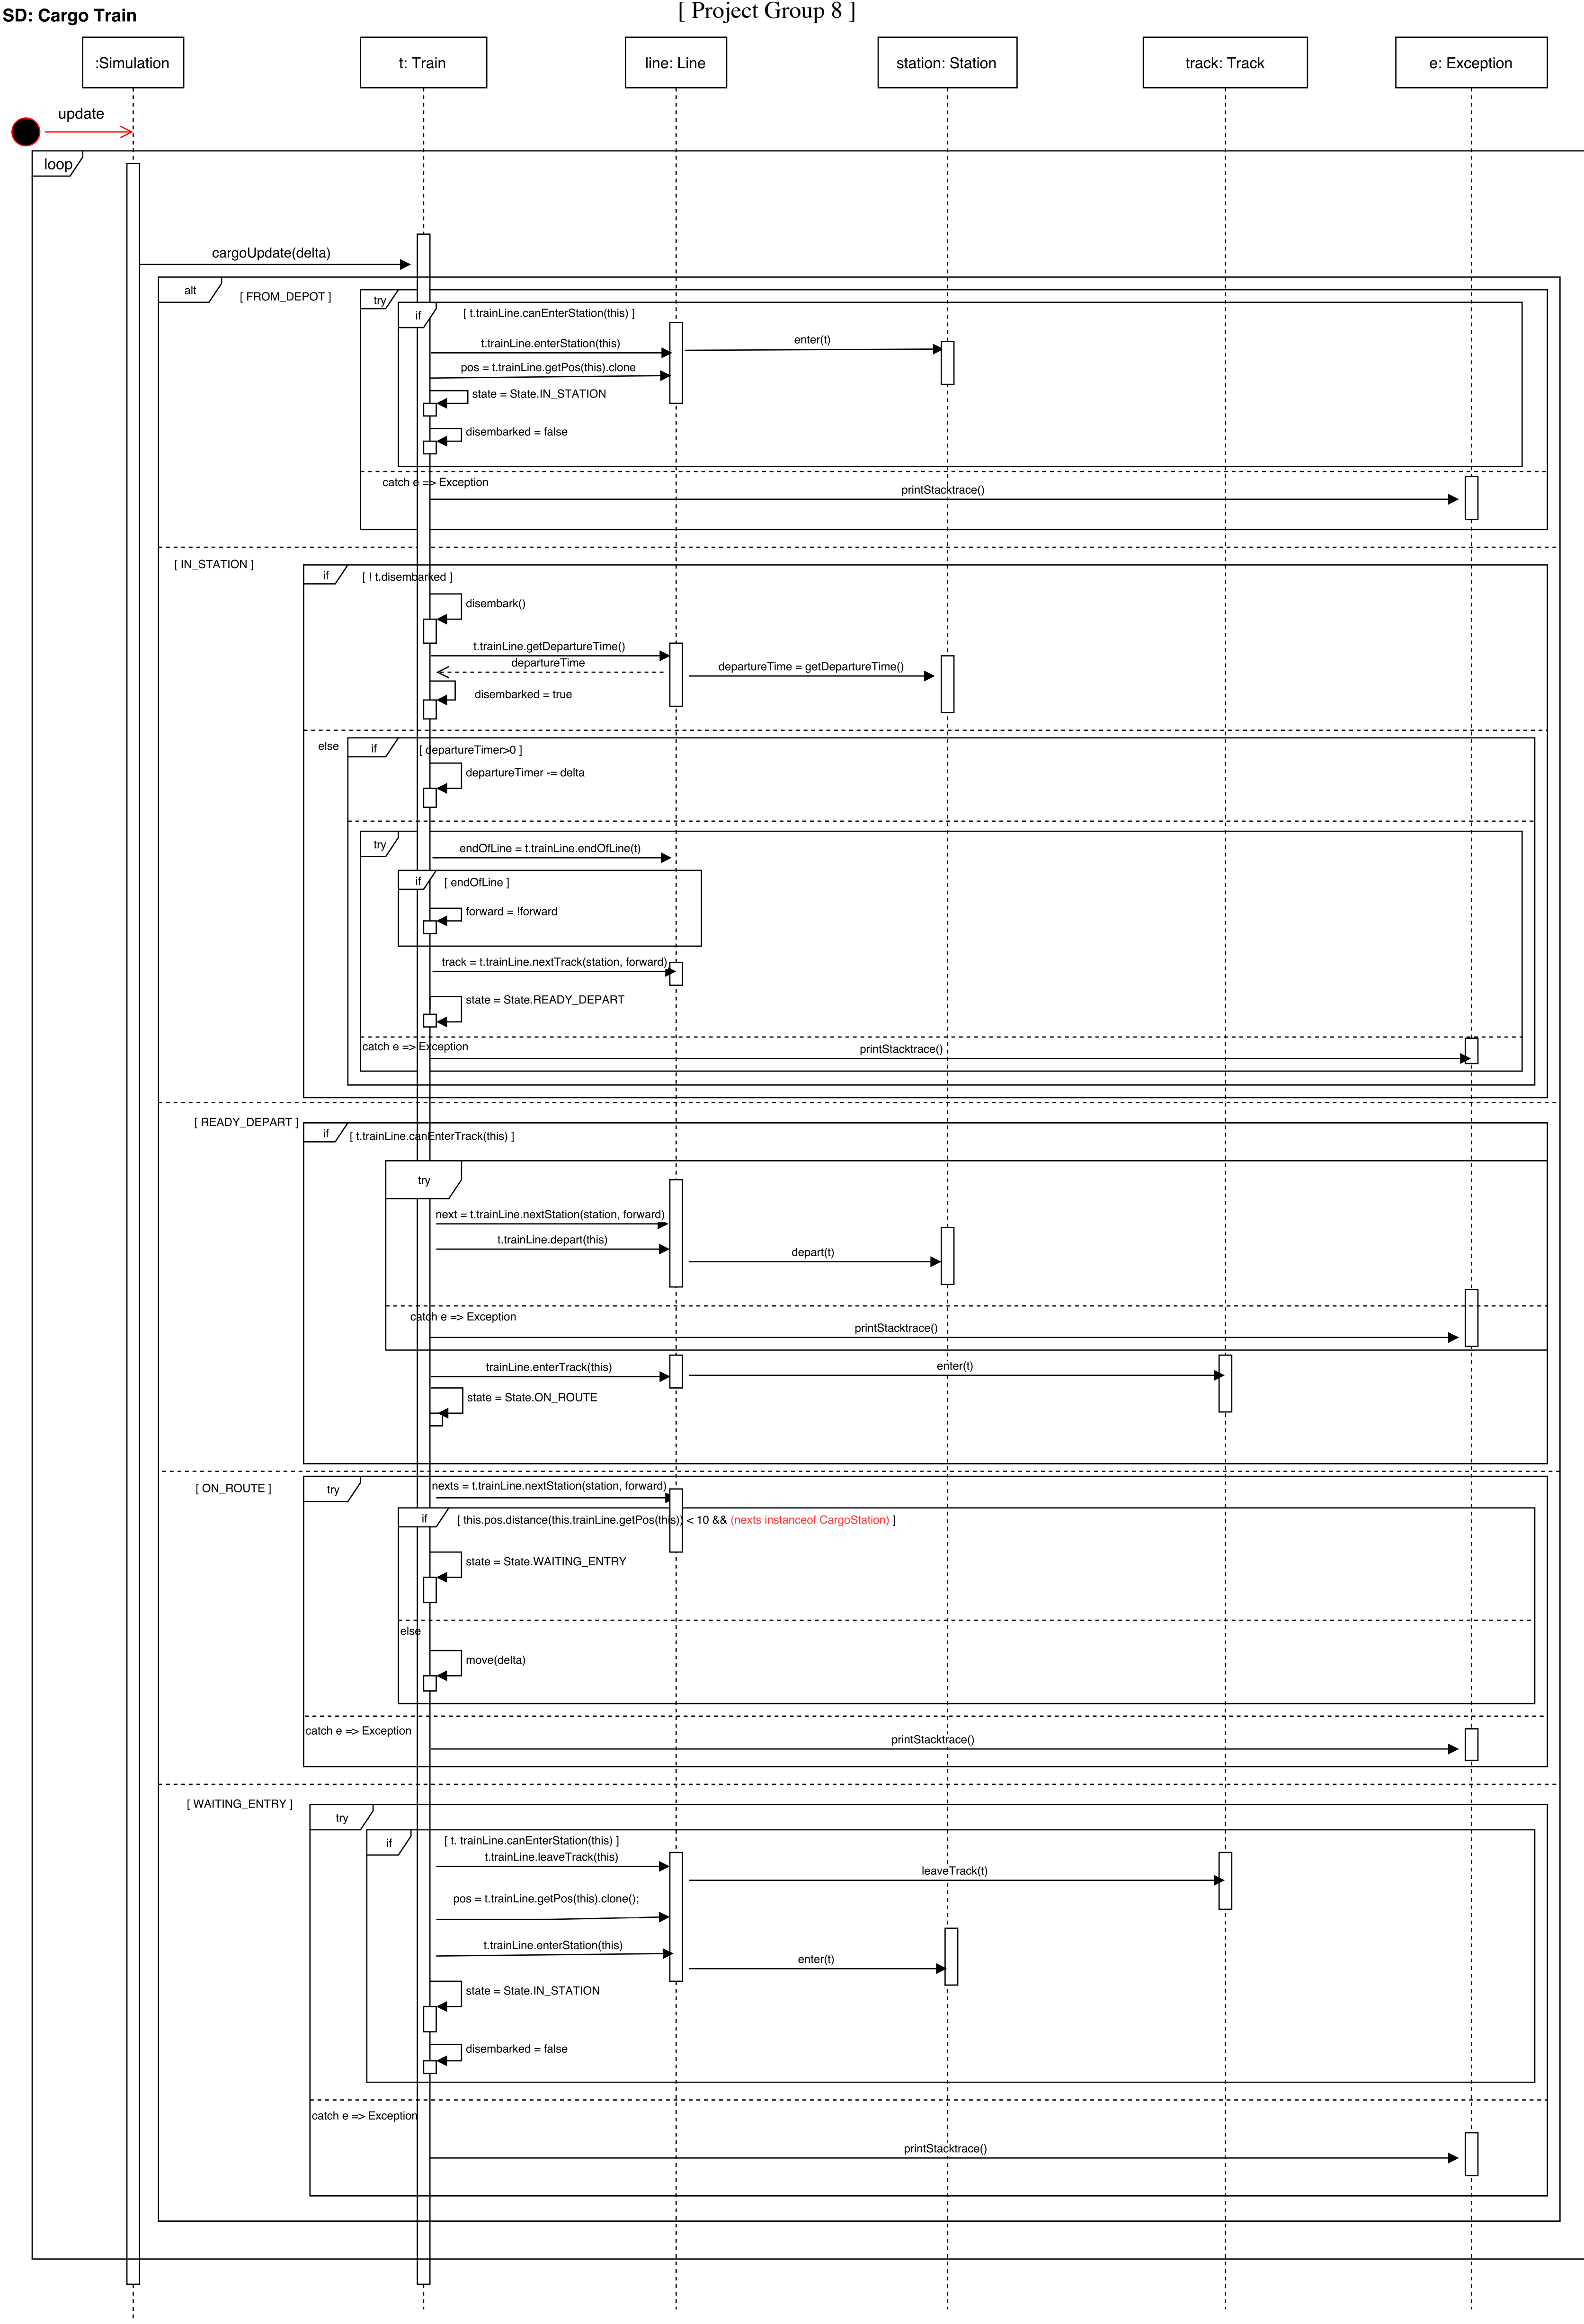 SD: Cargo Train
[ Project Group 8 ]
:Simulation
t: Train
line: Line
station: Station
track: Track
e: Exception
update
loop
cargoUpdate(delta)
alt
[ FROM_DEPOT ]
try
if
[ t.trainLine.canEnterStation(this) ]
t.trainLine.enterStation(this)
enter(t)
pos = t.trainLine.getPos(this).clone
state = State.IN_STATION
disembarked = false
catch e => Exception
printStacktrace()
[ IN_STATION ]
if
[ ! t.disembarked ]
disembark()
t.trainLine.getDepartureTime()
departureTime
departureTime = getDepartureTime()
disembarked = true
else
if
[ departureTimer>0 ]
departureTimer -= delta
try
endOfLine = t.trainLine.endOfLine(t)
if
[ endOfLine ]
forward = !forward
track = t.trainLine.nextTrack(station, forward)
state = State.READY_DEPART
catch e => Exception
printStacktrace()
[ READY_DEPART ]
if
[ t.trainLine.canEnterTrack(this) ]
try
next = t.trainLine.nextStation(station, forward)
t.trainLine.depart(this)
depart(t)
catch e => Exception
printStacktrace()
trainLine.enterTrack(this)
enter(t)
state = State.ON_ROUTE
[ ON_ROUTE ]
try
nexts = t.trainLine.nextStation(station, forward)
if
[ this.pos.distance(this.trainLine.getPos(this)) < 10 && (nexts instanceof CargoStation) ]
state = State.WAITING_ENTRY
else
move(delta)
catch e => Exception
printStacktrace()
[ WAITING_ENTRY ]
try
if
[ t. trainLine.canEnterStation(this) ]
t.trainLine.leaveTrack(this)
leaveTrack(t)
pos = t.trainLine.getPos(this).clone();
t.trainLine.enterStation(this)
enter(t)
state = State.IN_STATION
disembarked = false
catch e => Exception
printStacktrace()